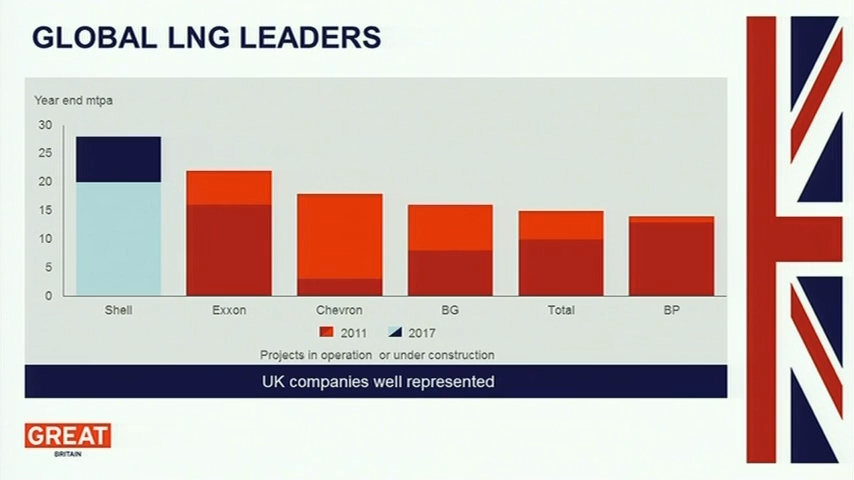 GLOBAL LNG LEADERS
Year end mtpa
30
25
20
15
10
5
0
Shell Exxon Chevron BG Total BP
2011 2017
Projects in operation or under construction
UK companies well represented
GREAT
BRITAIN